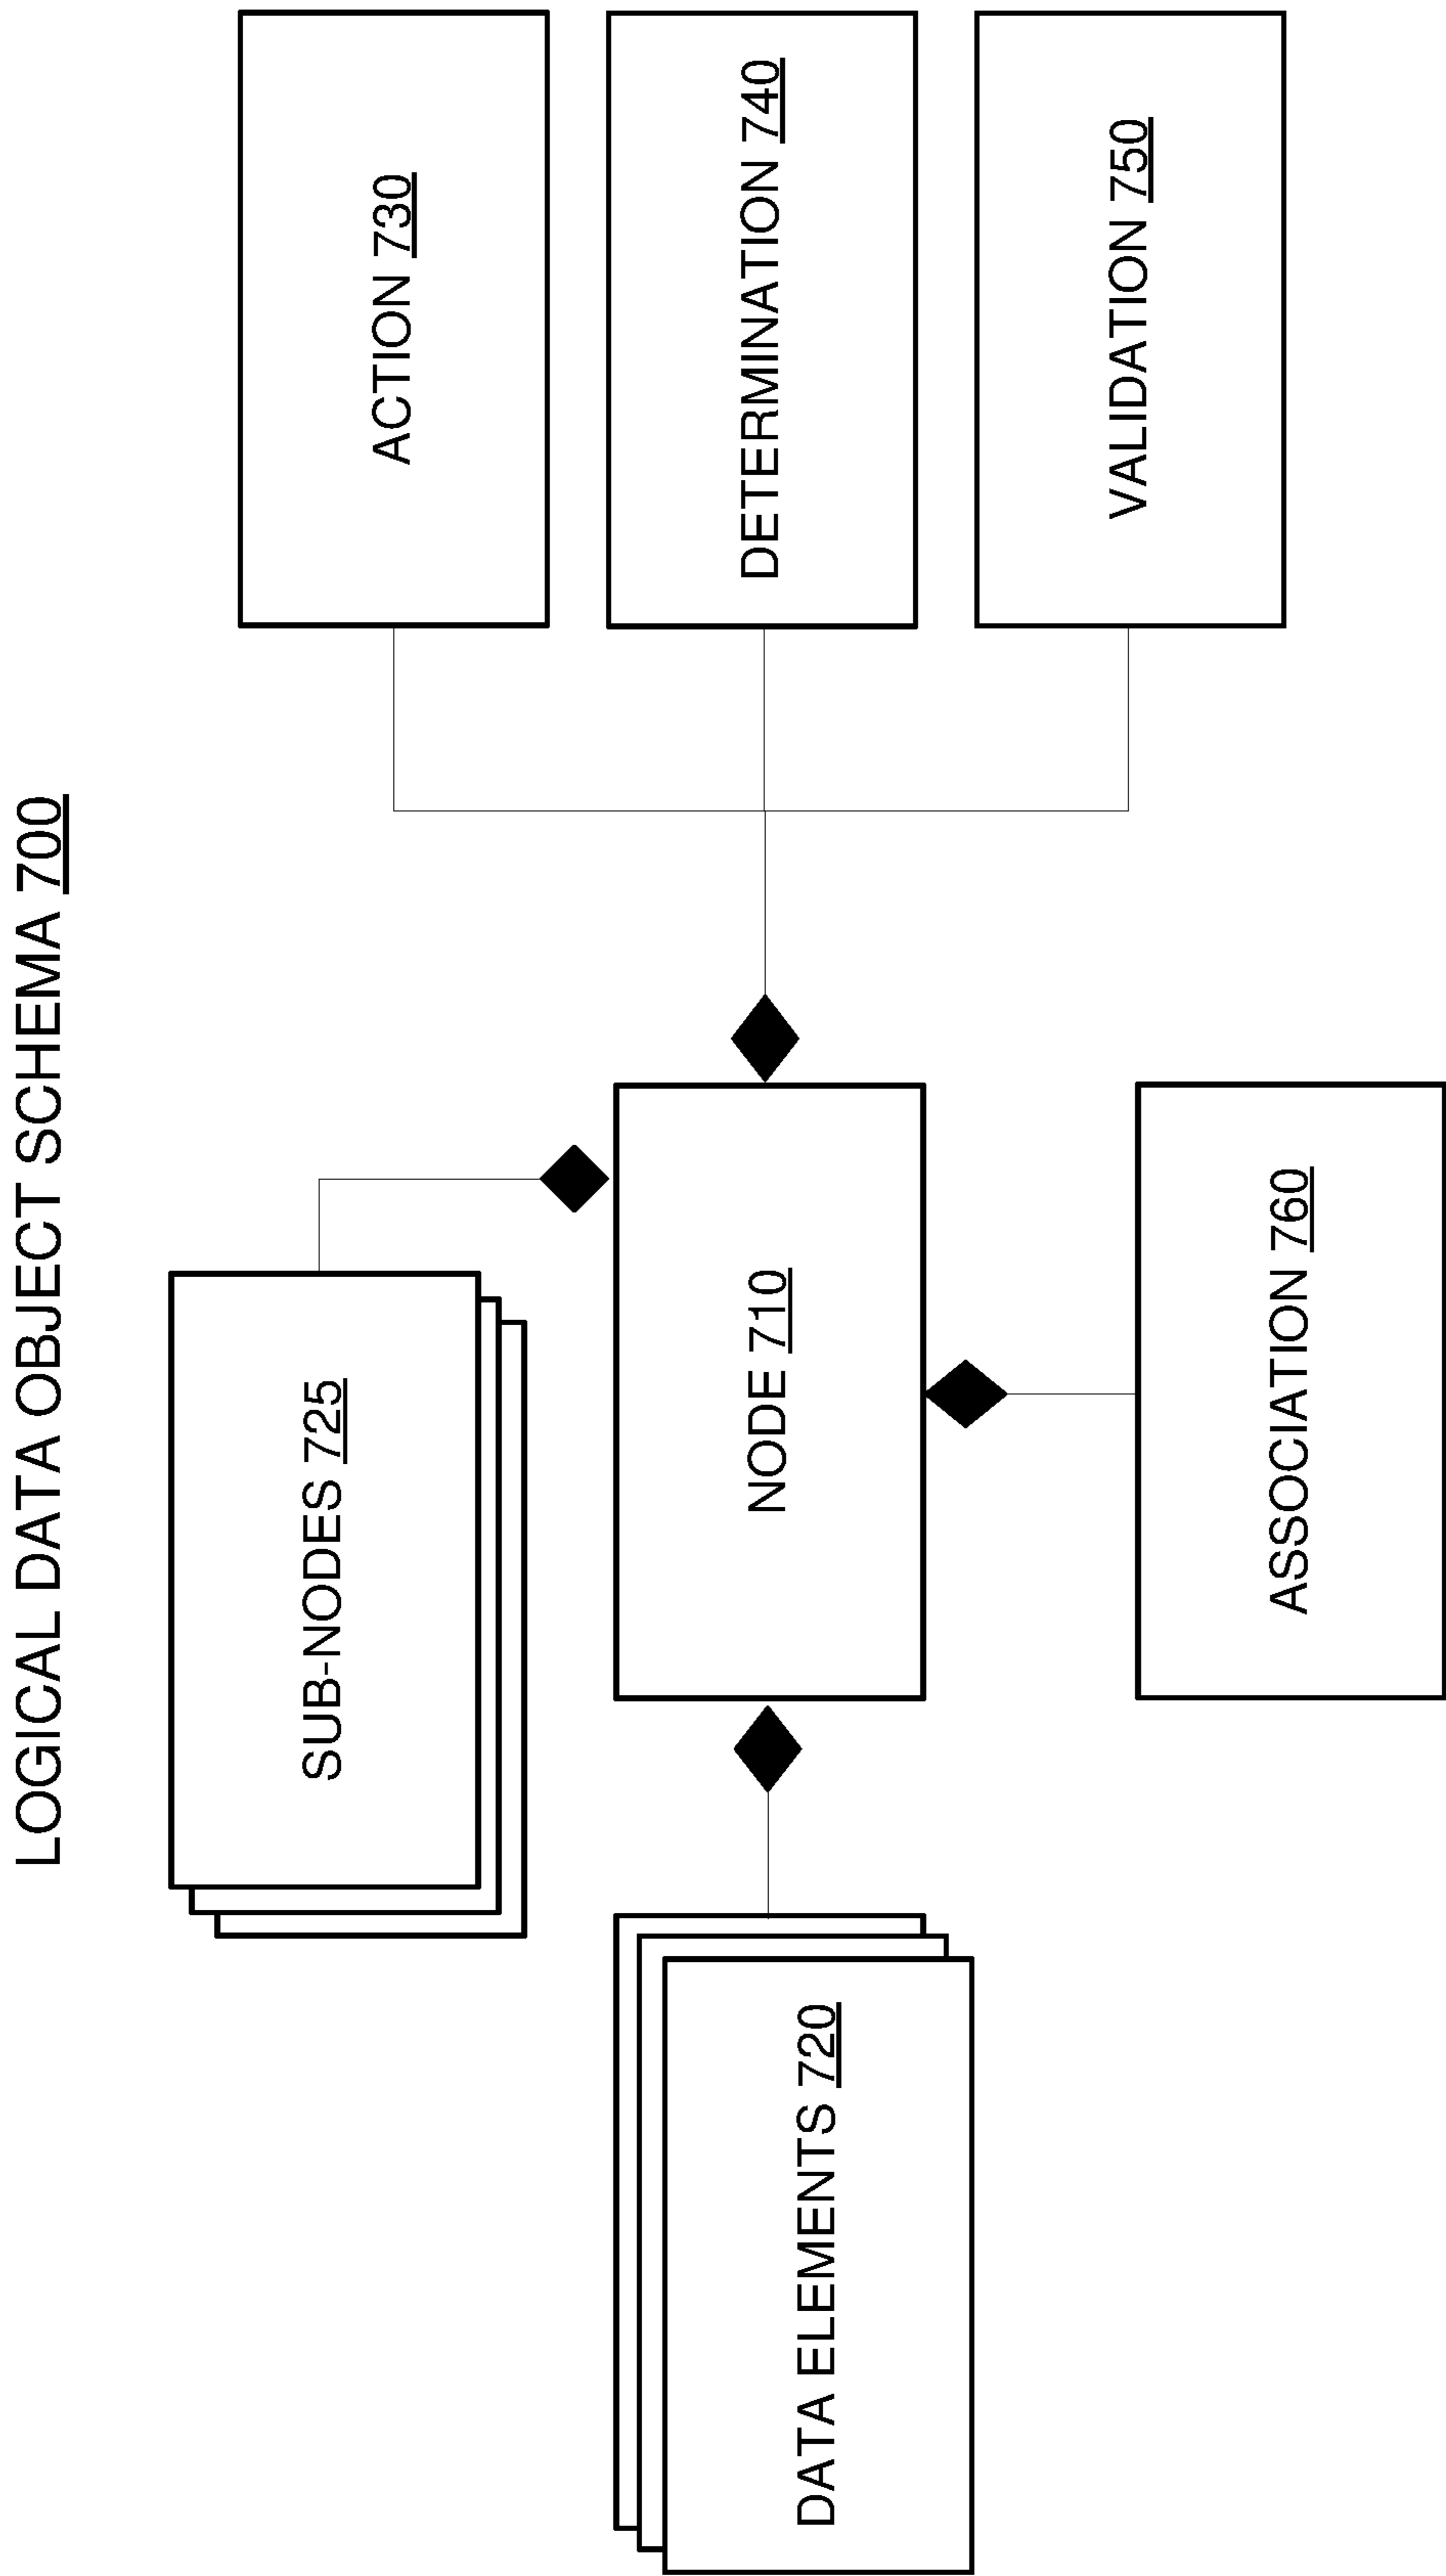 LOGICAL DATA OBJECT SCHEMA 700
SUB-NODES 725
ACTION 730
DATA ELEMENTS 720
NODE 710
DETERMINATION 740
VALIDATION 750
ASSOCIATION 760